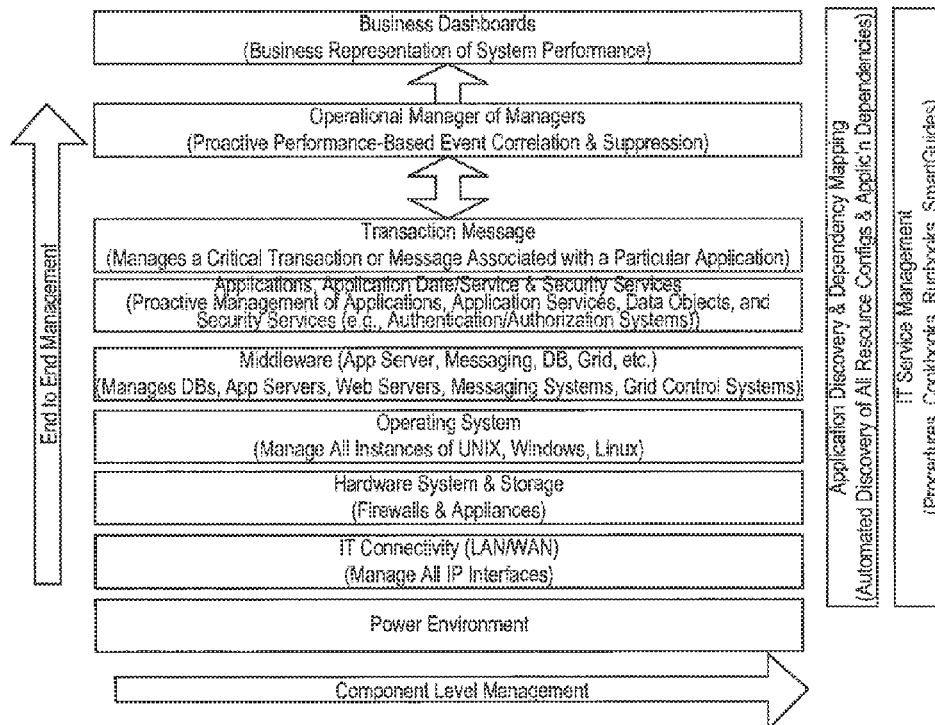 Business Dashboards
(Business Representation of System Performance)
Operational Manager of Managers
(Proactive Performance-Based Event Correlation & Suppression)
Transaction Message
(Manages a Critical Transaction or Message Associated with a Particular Application)
Applications, Application Date/Service & Security Services
(Proactive Management of Applications, Application Services, Data Objects, and
Security Services (e.g., Authentication/Authorization Systems!))
Middleware (App Server, Messaging, DB, Grid, etc.)
(Manages DBs, App Servers, Web Servers, Messaging Systems, Grid Control Systems)
Operating System
(Manage All Instances of UNIX, Windows, Linux)
Hardware System & Storage
(Firewalls & Appliances)
IT Connectivity (LAN/WAN)
(Manage All IP Interfaces)
Power Environment
End to End Management
Component Level Management
Application Discovery & Dependency Mapping
(Automated Discovery of All Resource Configs & Applic'n Dependencies)
IT Service Management
(Procedures, Cookbooks, Runbooks, SmartGuides)